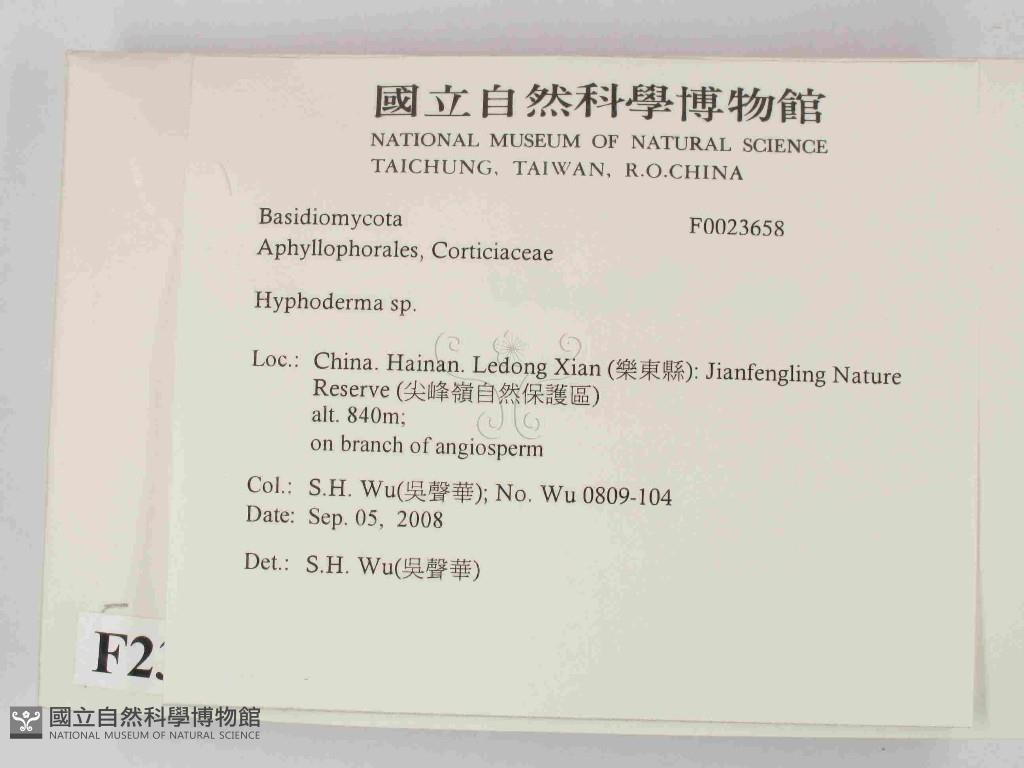 國立自然科學博物館
NATIONAL MUSEUM OF NATURAL SCIENCE
TAICHUNG, TAIWAN, R.O.CHINA
Basidiomycota
F0023658
Aphyllophorales, Corticiaceae
Hyphoderma sp.
Loc.: China. Hainan. Ledong Xian (樂東縣): Jianfengling Nature
Reserve (尖峰嶺自然保護區)
alt. 840m;
on branch of angiosperm
Col.: S.H. Wu(吳聲華); No. Wu 0809-104
Date: Sep. 05, 2008
Det.: S.H. Wu(吳聲華)
F23
國立自然科學博物館
NATIONAL MUSEUM OF NATURAL SCIENCE